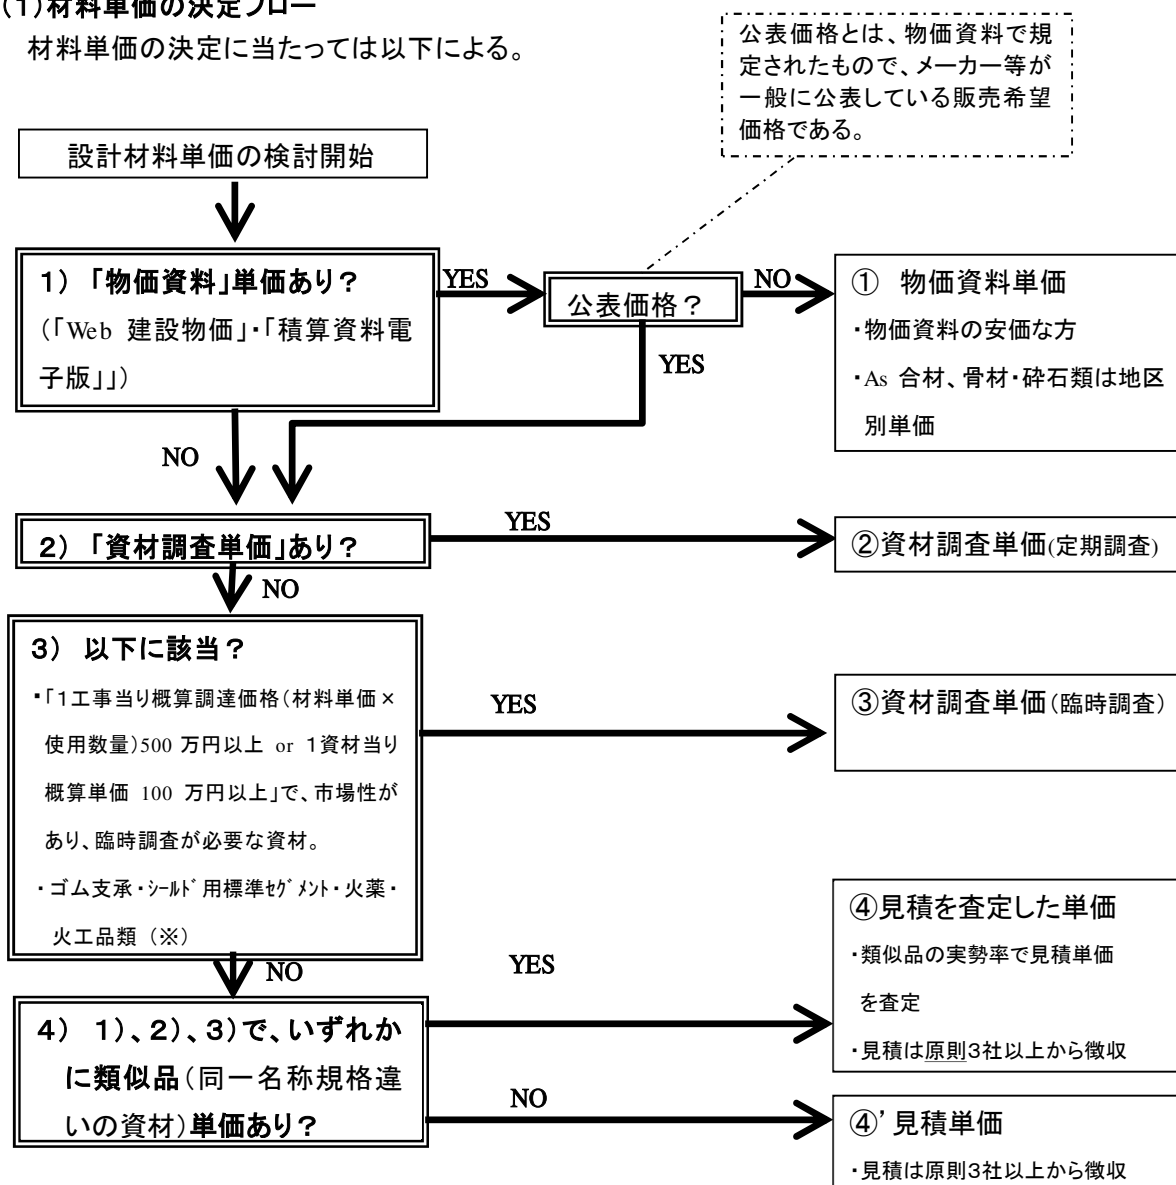 (1)材料単価の決定フロー
材料単価の決定に当たっては以下による。
公表価格とは、物価資料で規
定されたもので、メーカー等が
一般に公表している販売希望
価格である。
設計材料単価の検討開始
1) 「物価資料」単価あり?
(「Web 建設物価」・「積算資料電
子版」」)
YES
公表価格?
NO
① 物価資料単価
・物価資料の安価な方
・As 合材、骨材・砕石類は地区
別単価
YES
NO
2) 「資材調査単価」あり?
YES
②資材調査単価(定期調査)
NO
3) 以下に該当?
・「1工事当り概算調達価格(材料単価×
使用数量)500 万円以上 or 1資材当り
概算単価 100 万円以上」で、市場性が
あり、臨時調査が必要な資材。
・ゴム支承・シールド用標準セグメント・火薬・
火工品類 (※)
YES
③資材調査単価(臨時調査)
NO
4) 1)、2)、3)で、いずれか
に類似品(同一名称規格違
いの資材)単価あり?
YES
④見積を査定した単価
・類似品の実勢率で見積単価
を査定
・見積は原則3社以上から徴収
NO
④’見積単価
・見積は原則3社以上から徴収